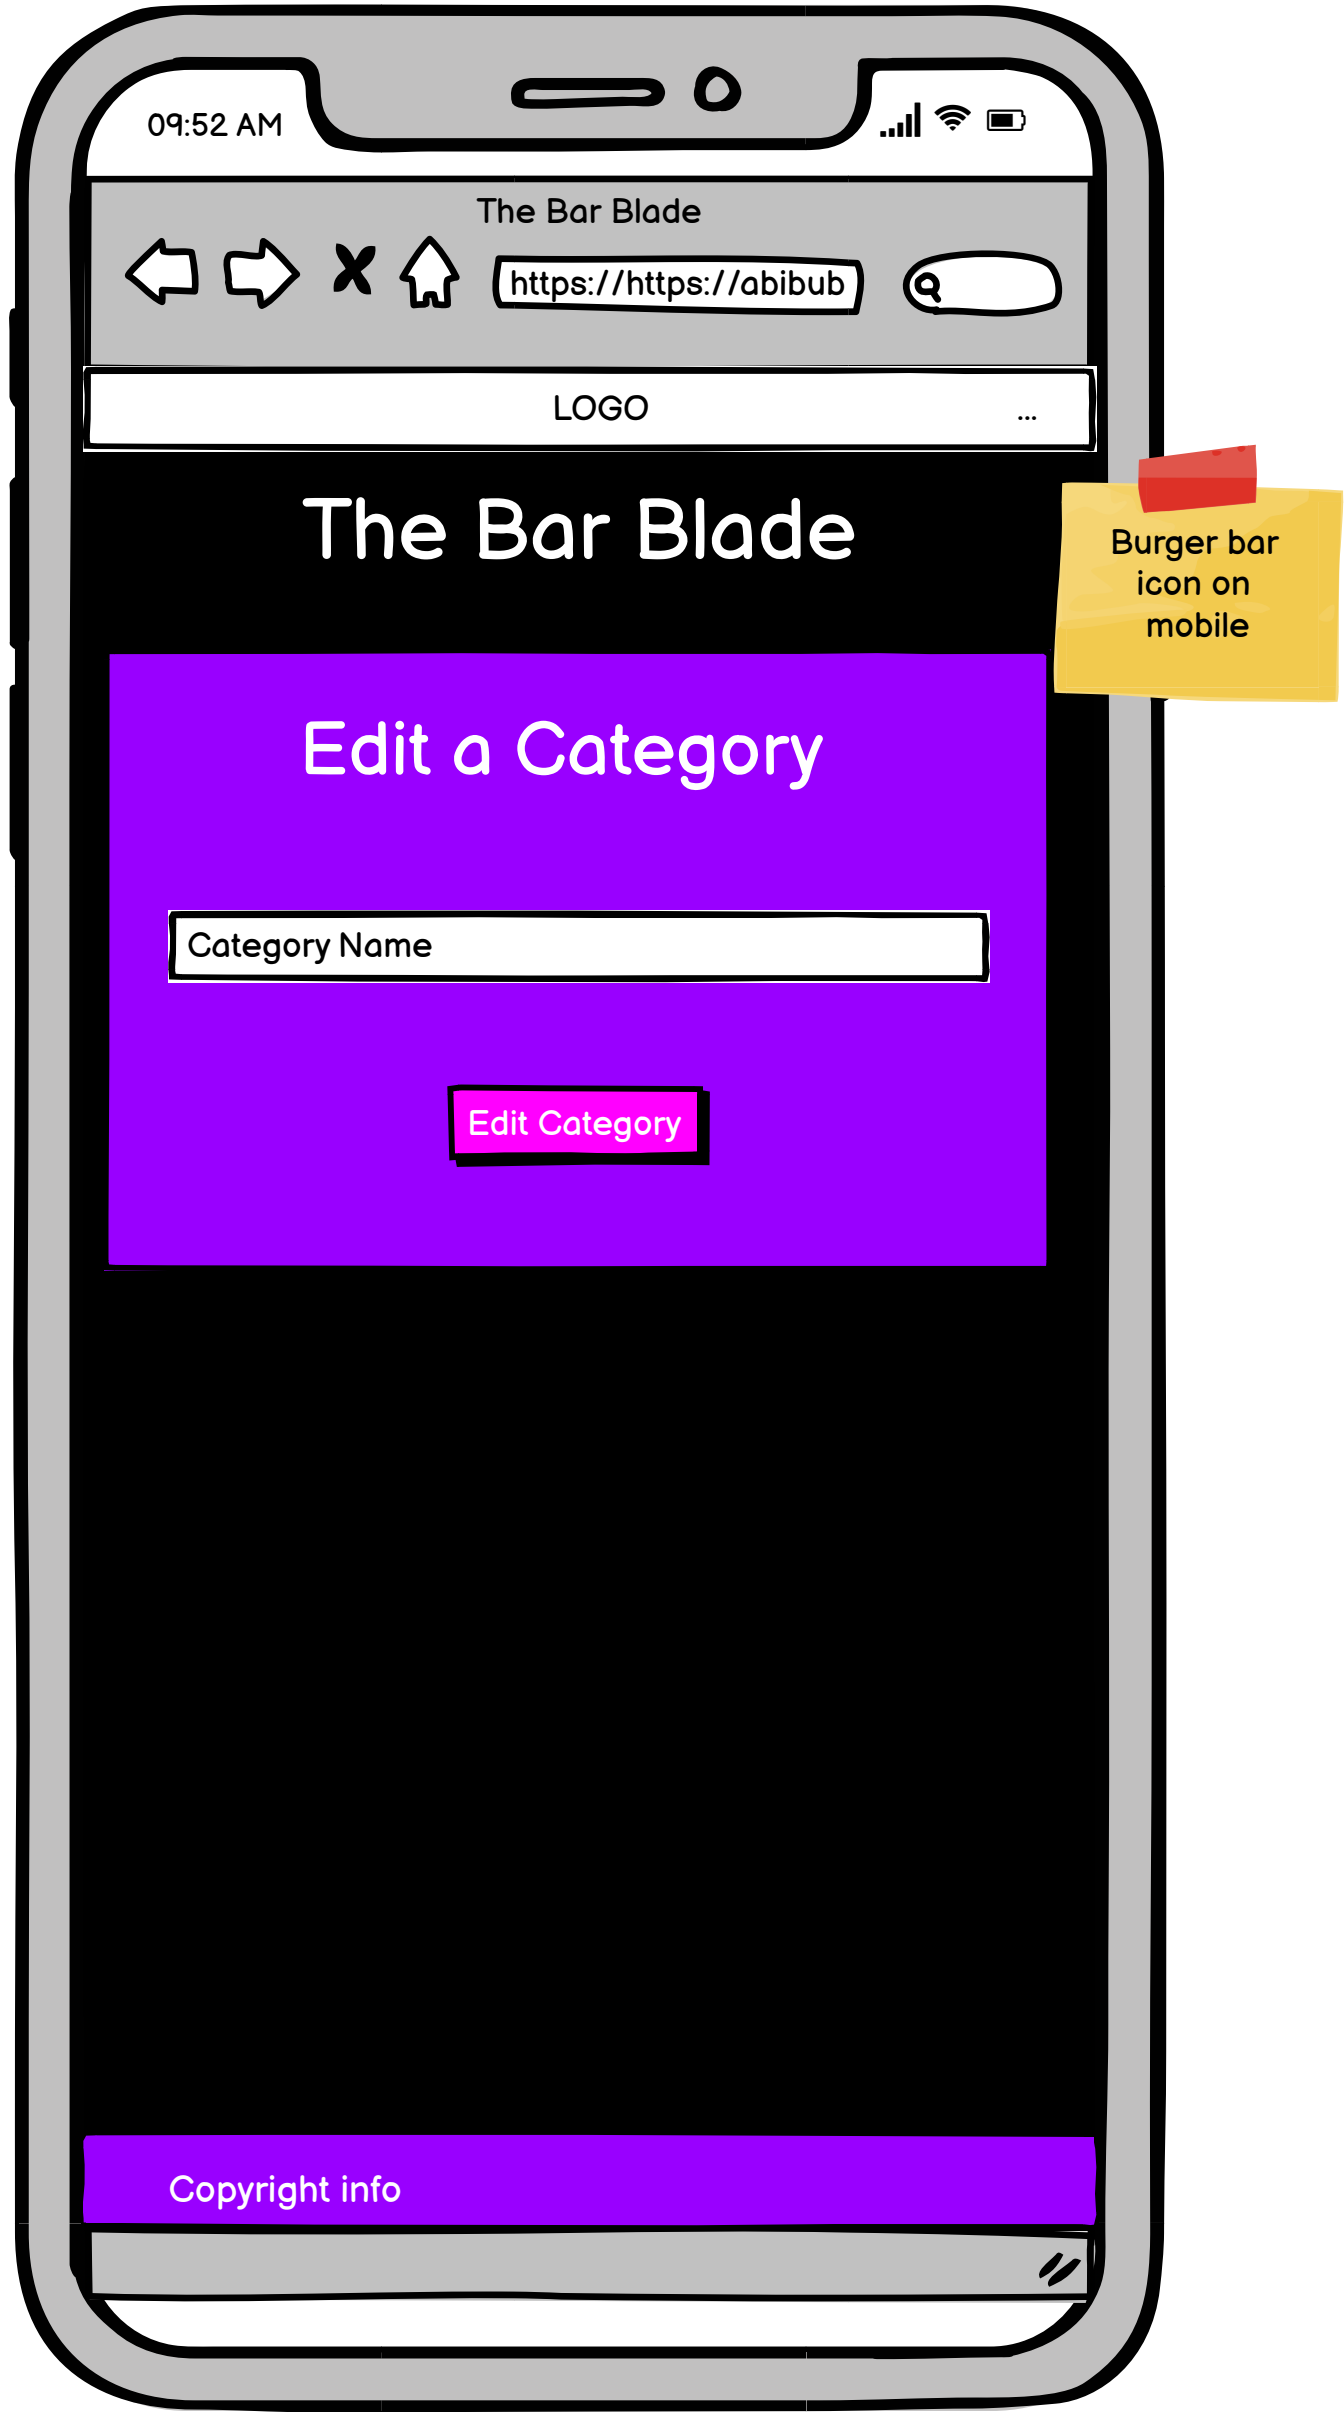 09:52 AM
The Bar Blade
https://https://abibub
LOGO
...
The Bar Blade
Burger bar
icon on
mobile
Edit a Category
Category Name
Edit Category
Copyright info